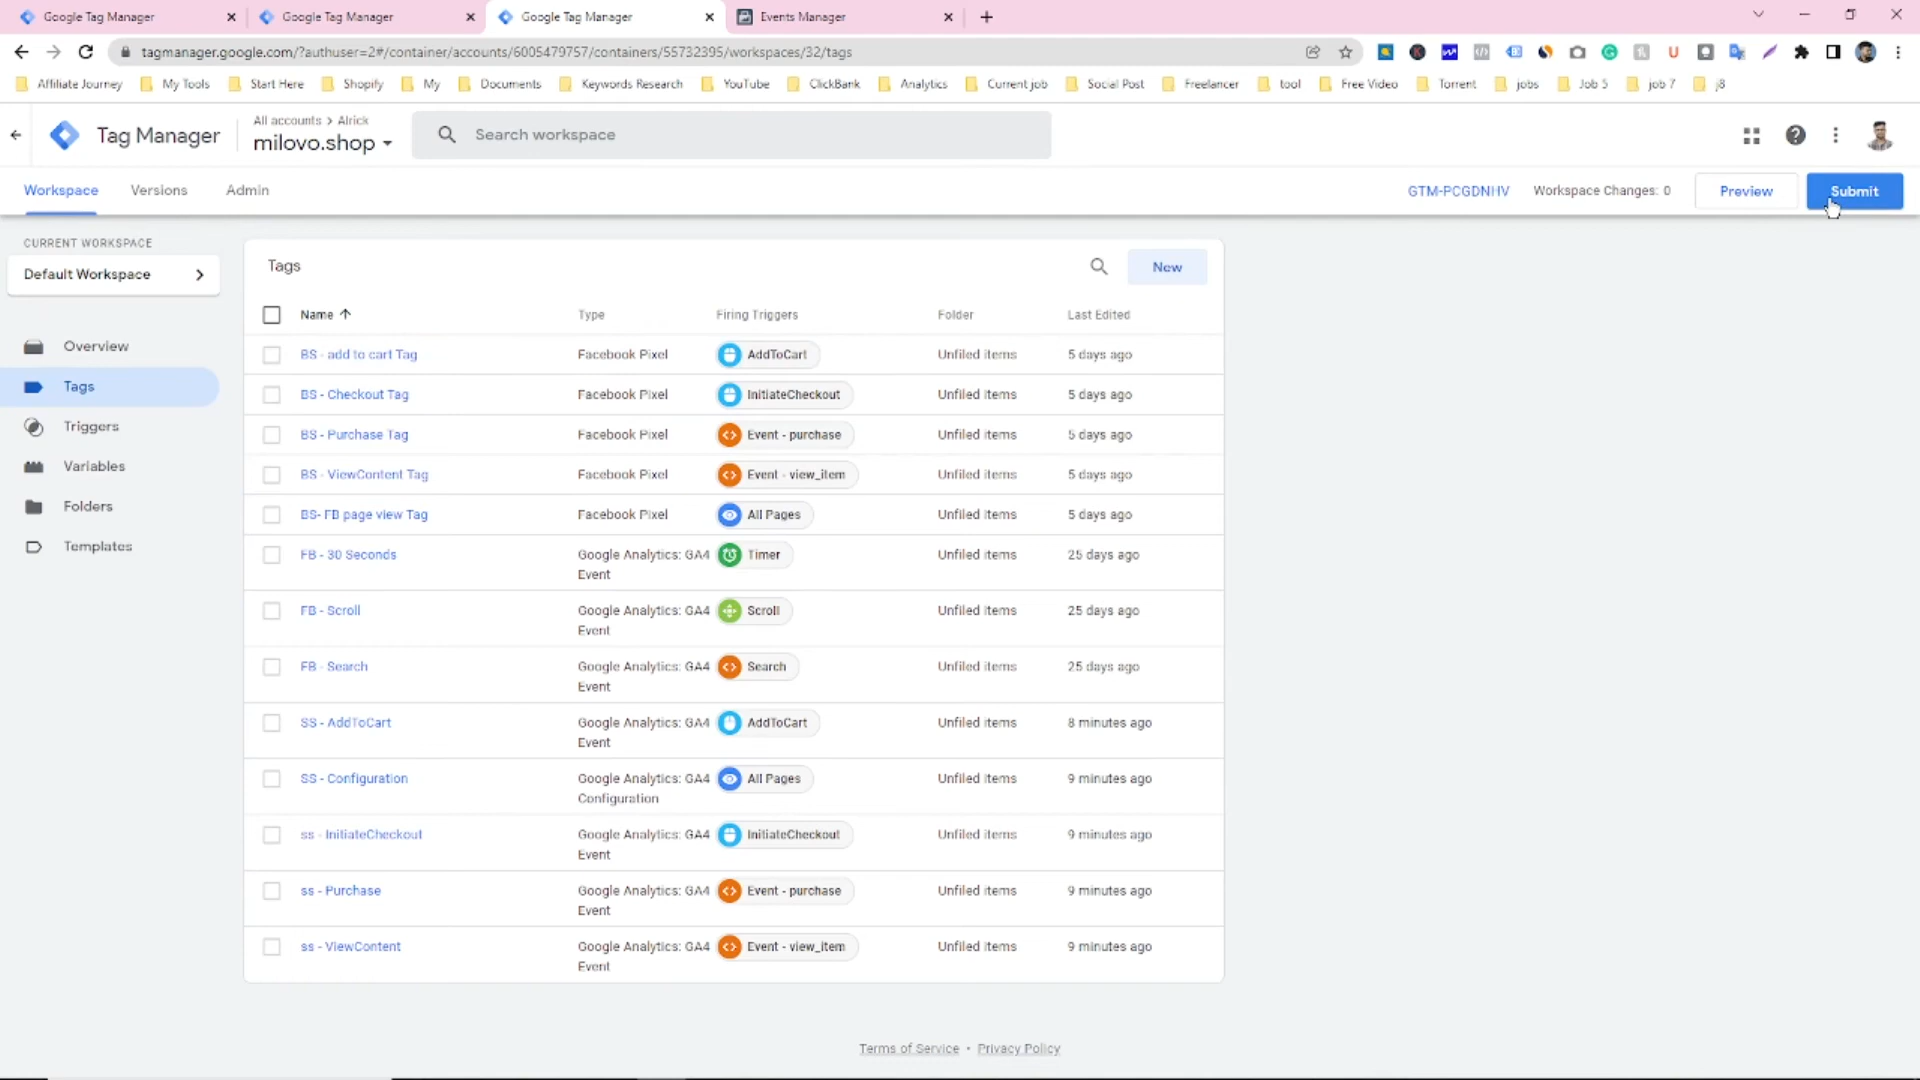 Google Tag Manager
Google Tag Manager
Google Tag Manager
Events Manager
tagmanager.google.com/?authuser=2#/container/accounts/6005479757/containers/55732395/workspaces/32/tags
Affiliate Journey My Tools Start Here Shopify My Documents Keywords Research YouTube ClickBank Analytics Current job Social Post Freelancer tool Free Video Torrent jobs Job 5 job 7 j8
Tag Manager
All accounts > Alrick
milovo.shop
Search workspace
Workspace Versions Admin
GTM-PCGDNHV Workspace Changes: 0 Preview Submit
CURRENT WORKSPACE
Default Workspace
Overview
Tags
Triggers
Variables
Folders
Templates
Tags
New
Name Type Firing Triggers Folder Last Edited
BS - add to cart Tag Facebook Pixel AddToCart Unfiled items 5 days ago
BS - Checkout Tag Facebook Pixel InitiateCheckout Unfiled items 5 days ago
BS - Purchase Tag Facebook Pixel Event - purchase Unfiled items 5 days ago
BS - ViewContent Tag Facebook Pixel Event - view_item Unfiled items 5 days ago
BS- FB page view Tag Facebook Pixel All Pages Unfiled items 5 days ago
FB - 30 Seconds Google Analytics: GA4 Timer Unfiled items 25 days ago
Event
FB - Scroll Google Analytics: GA4 Scroll Unfiled items 25 days ago
Event
FB - Search Google Analytics: GA4 Search Unfiled items 25 days ago
Event
SS - AddToCart Google Analytics: GA4 AddToCart Unfiled items 8 minutes ago
Event
SS - Configuration Google Analytics: GA4 All Pages Unfiled items 9 minutes ago
Configuration
ss - InitiateCheckout Google Analytics: GA4 InitiateCheckout Unfiled items 9 minutes ago
Event
ss - Purchase Google Analytics: GA4 Event - purchase Unfiled items 9 minutes ago
Event
ss - ViewContent Google Analytics: GA4 Event - view_item Unfiled items 9 minutes ago
Event
Terms of Service • Privacy Policy